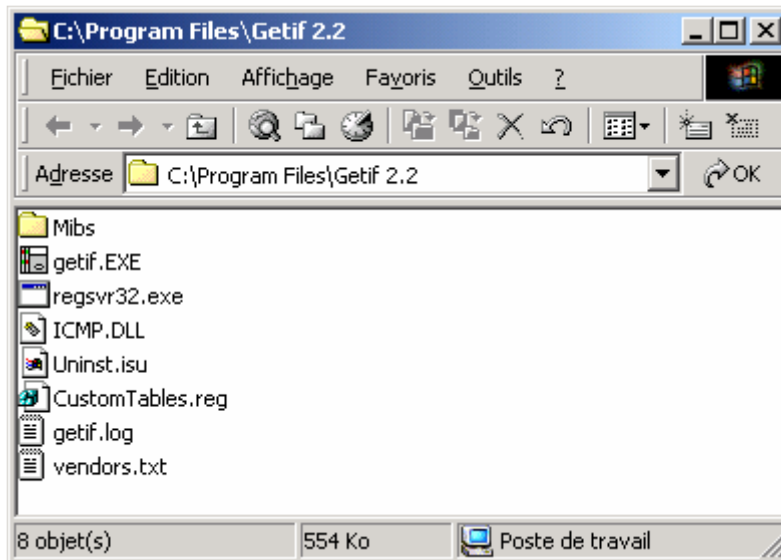 C:\Program Files\Getif 2.2
Fichier Edition Affichage Favoris Outils ?
Adresse C:\Program Files\Getif 2.2 OK
Mibs
getif.EXE
regsvr32.exe
ICMP.DLL
Uninst.isu
CustomTables.reg
getif.log
vendors.txt
8 objet(s) 554 Ko Poste de travail